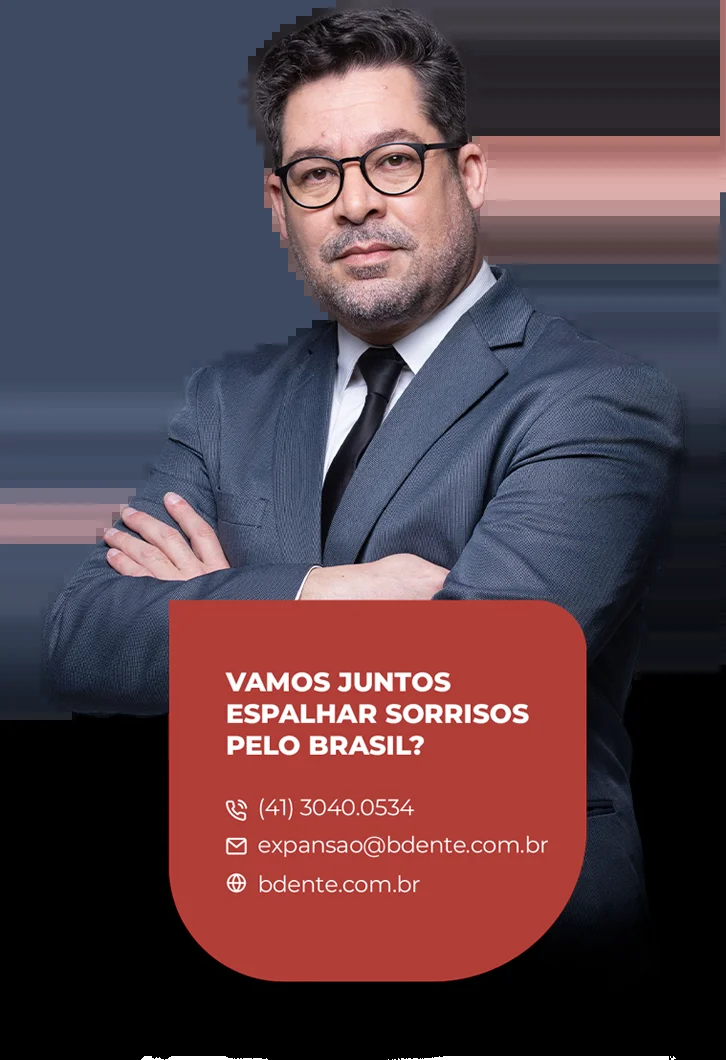 VAMOS JUNTOS
ESPALHAR SORRISOS
PELO BRASIL?
(41) 3040.0534
expansao@bdente.com.br
bdente.com.br